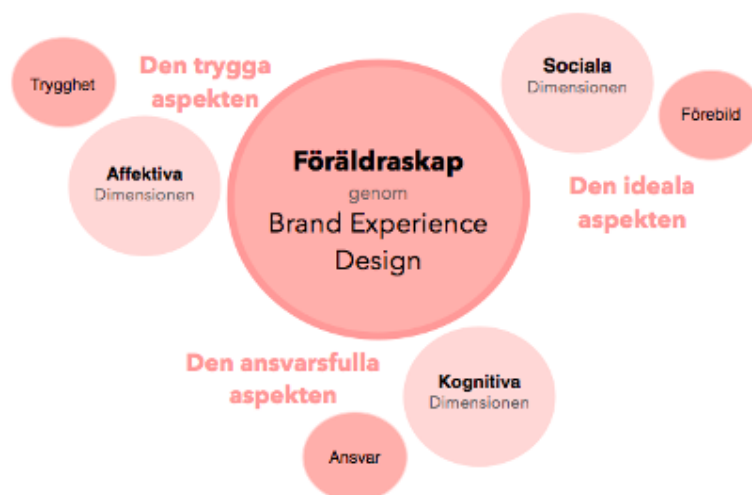 Trygghet
Den trygga
aspekten
Affektiva
Dimensionen
Föräldraskap
genom
Brand Experience
Design
Sociala
Dimensionen
Förebild
Den ideala
aspekten
Den ansvarsfulla
aspekten
Kognitiva
Dimensionen
Ansvar